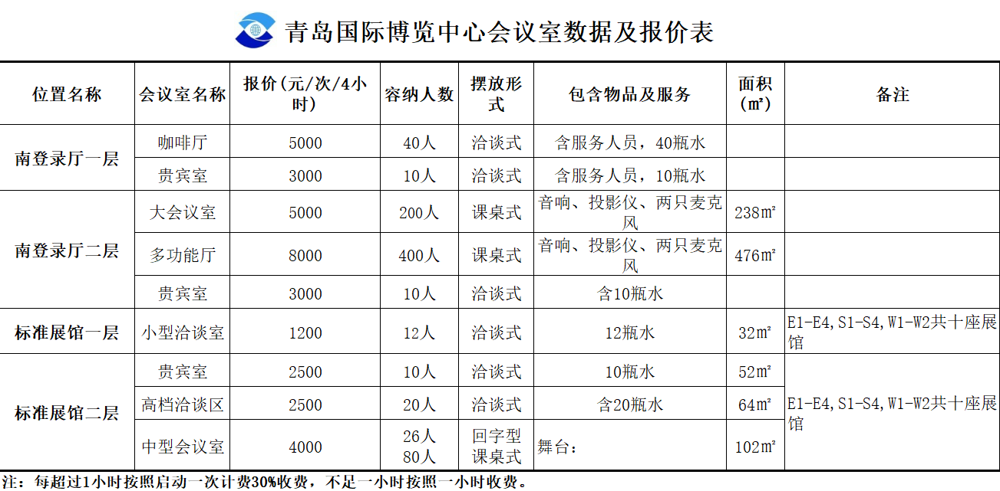 青岛国际博览中心会议室数据及报价表
位置名称 会议室名称 报价(元/次/4小时) 容纳人数 摆放形式 包含物品及服务 面积(㎡) 备注
南登录厅一层 咖啡厅 5000 40人 洽谈式 含服务人员，40瓶水
贵宾室 3000 10人 洽谈式 含服务人员，10瓶水
南登录厅二层 大会议室 5000 200人 课桌式 音响、投影仪、两只麦克风 238㎡
多功能厅 8000 400人 课桌式 音响、投影仪、两只麦克风 476㎡
贵宾室 3000 10人 洽谈式 含10瓶水
标准展馆一层 小型洽谈室 1200 12人 洽谈式 12瓶水 32㎡ E1-E4,S1-S4,W1-W2共十座展馆
标准展馆二层 贵宾室 2500 10人 洽谈式 10瓶水 52㎡ E1-E4,S1-S4,W1-W2共十座展馆
高档洽谈区 2500 20人 洽谈式 含20瓶水 64㎡
中型会议室 4000 26人 80人 回字型 课桌式 舞台： 102㎡
注：每超过1小时按照启动一次计费30%收费，不足一小时按照一小时收费。